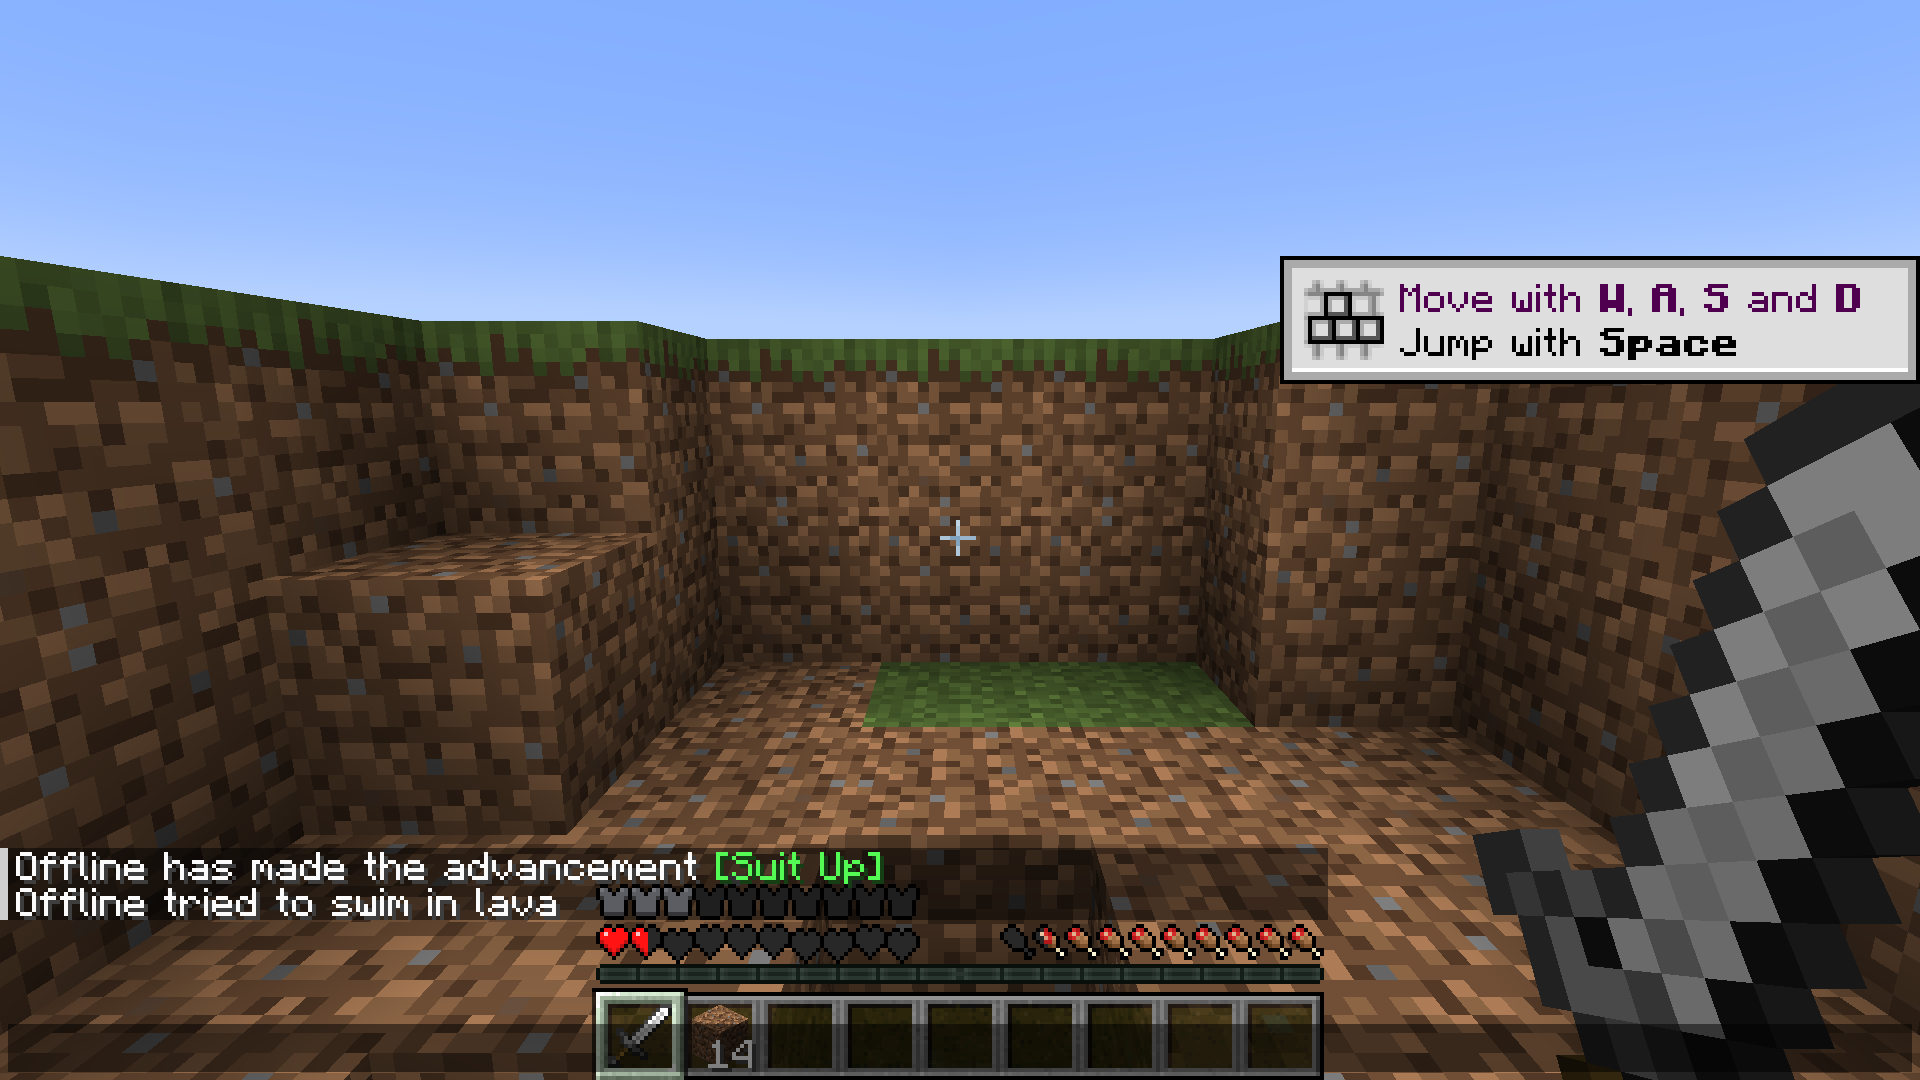 Move with W, A, S and D
Jump with Space
Offline has made the advancement [Suit Up]
Offline tried to swim in lava
14